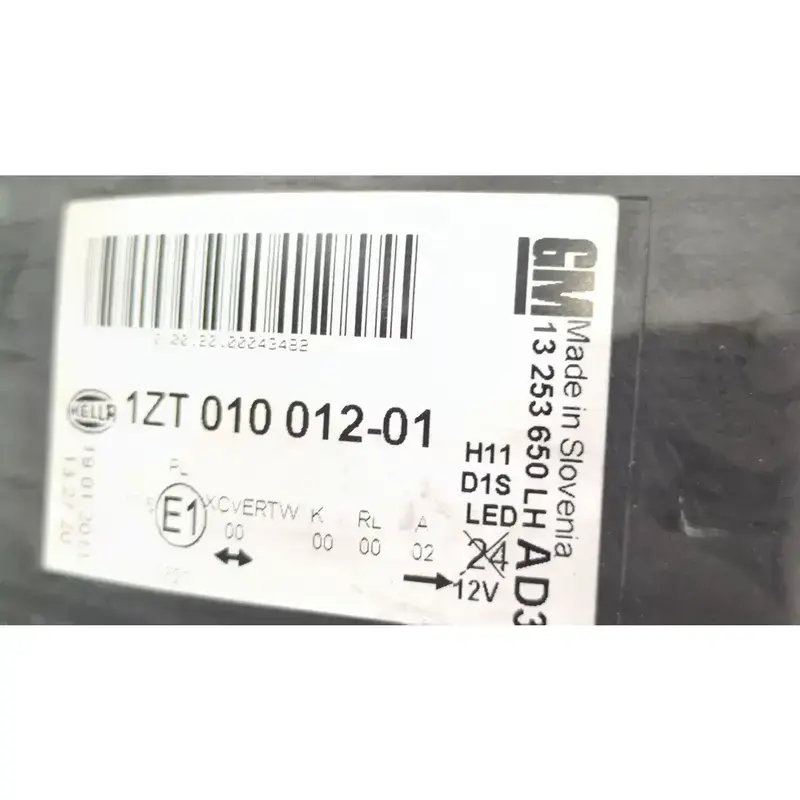 GM
Made in Slovenia
13 253 650 LH A D3
HELLA
1ZT 010 012-01
H11
D1S
LED
24
12V
E1
XCvERTW K RL A
00 00 00 02